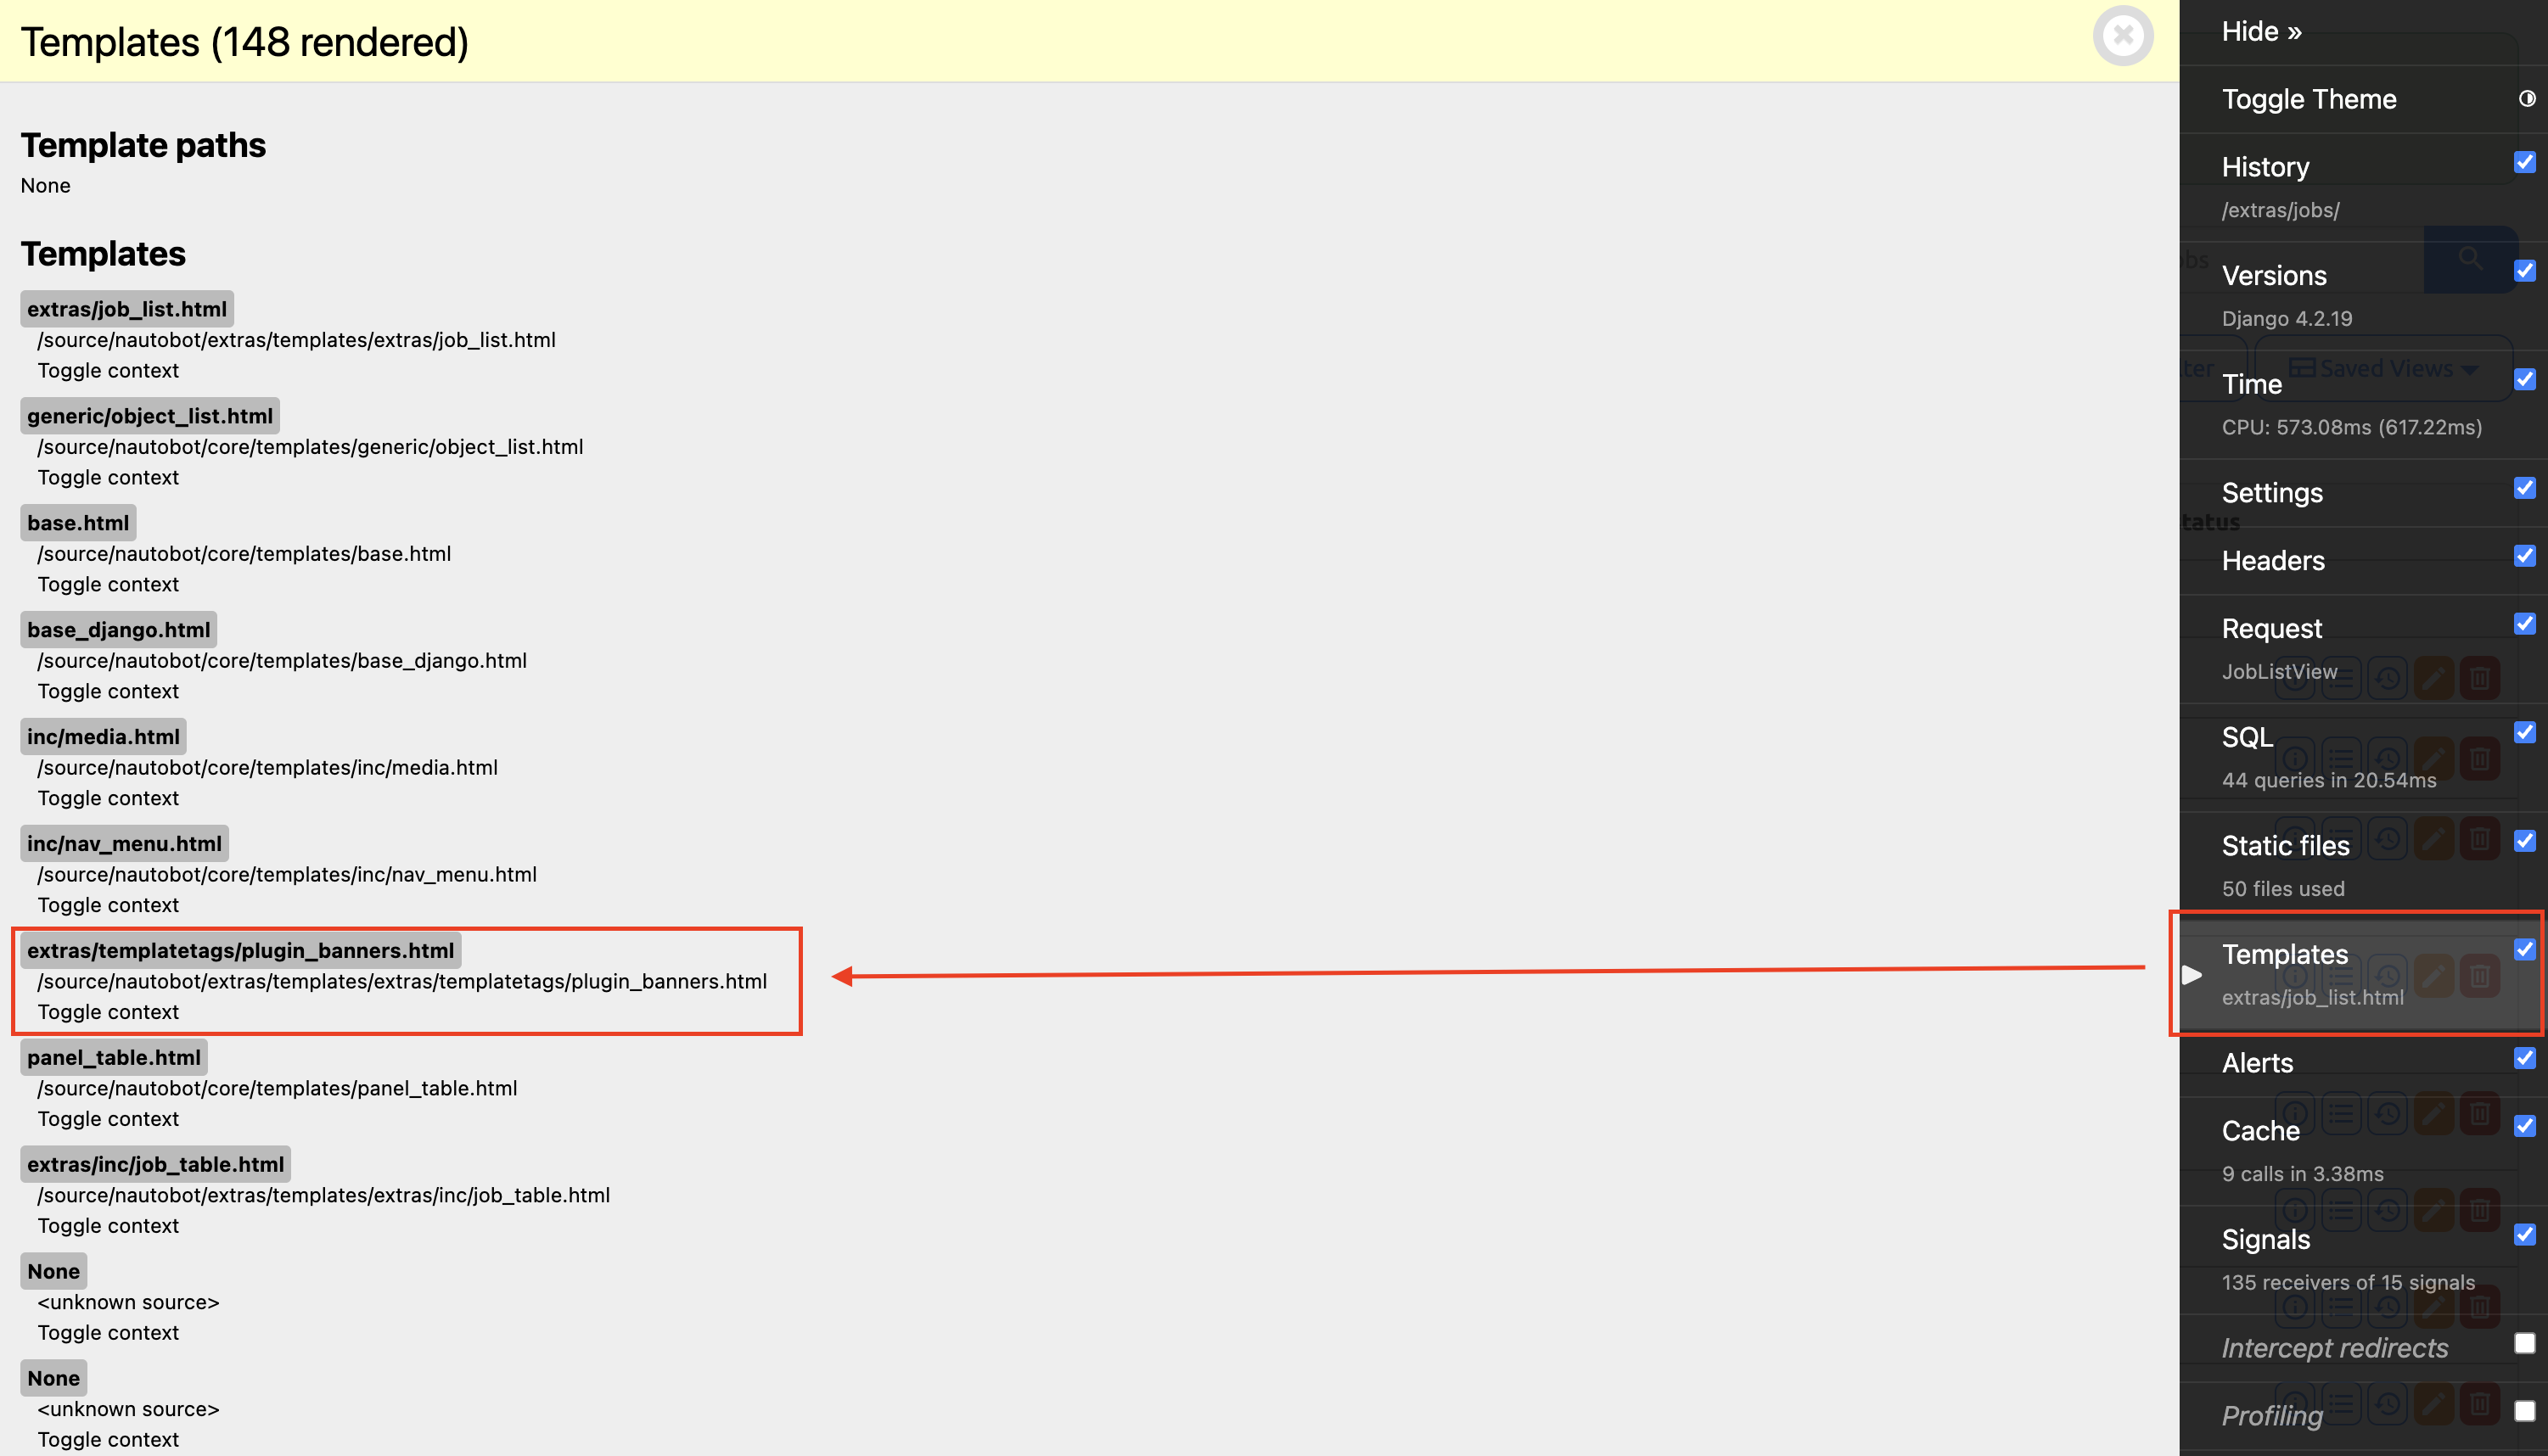 Templates (148 rendered)
Template paths
None
Templates
extras/job_list.html
/source/nautobot/extras/templates/extras/job_list.html
Toggle context
generic/object_list.html
/source/nautobot/core/templates/generic/object_list.html
Toggle context
base.html
/source/nautobot/core/templates/base.html
Toggle context
base_django.html
/source/nautobot/core/templates/base_django.html
Toggle context
inc/media.html
/source/nautobot/core/templates/inc/media.html
Toggle context
inc/nav_menu.html
/source/nautobot/core/templates/inc/nav_menu.html
Toggle context
extras/templatetags/plugin_banners.html
/source/nautobot/extras/templates/extras/templatetags/plugin_banners.html
Toggle context
panel_table.html
/source/nautobot/core/templates/panel_table.html
Toggle context
extras/inc/job_table.html
/source/nautobot/extras/templates/extras/inc/job_table.html
Toggle context
None
<unknown source>
Toggle context
None
<unknown source>
Toggle context
Hide »
Toggle Theme
History
/extras/jobs/
Versions
Django 4.2.19
Time
Saved Views
CPU: 573.08ms (617.22ms)
Settings
tatus
Headers
Request
JobListView
SQL
44 queries in 20.54ms
Static files
50 files used
Templates
extras/job_list.html
Alerts
Cache
9 calls in 3.38ms
Signals
135 receivers of 15 signals
Intercept redirects
Profiling